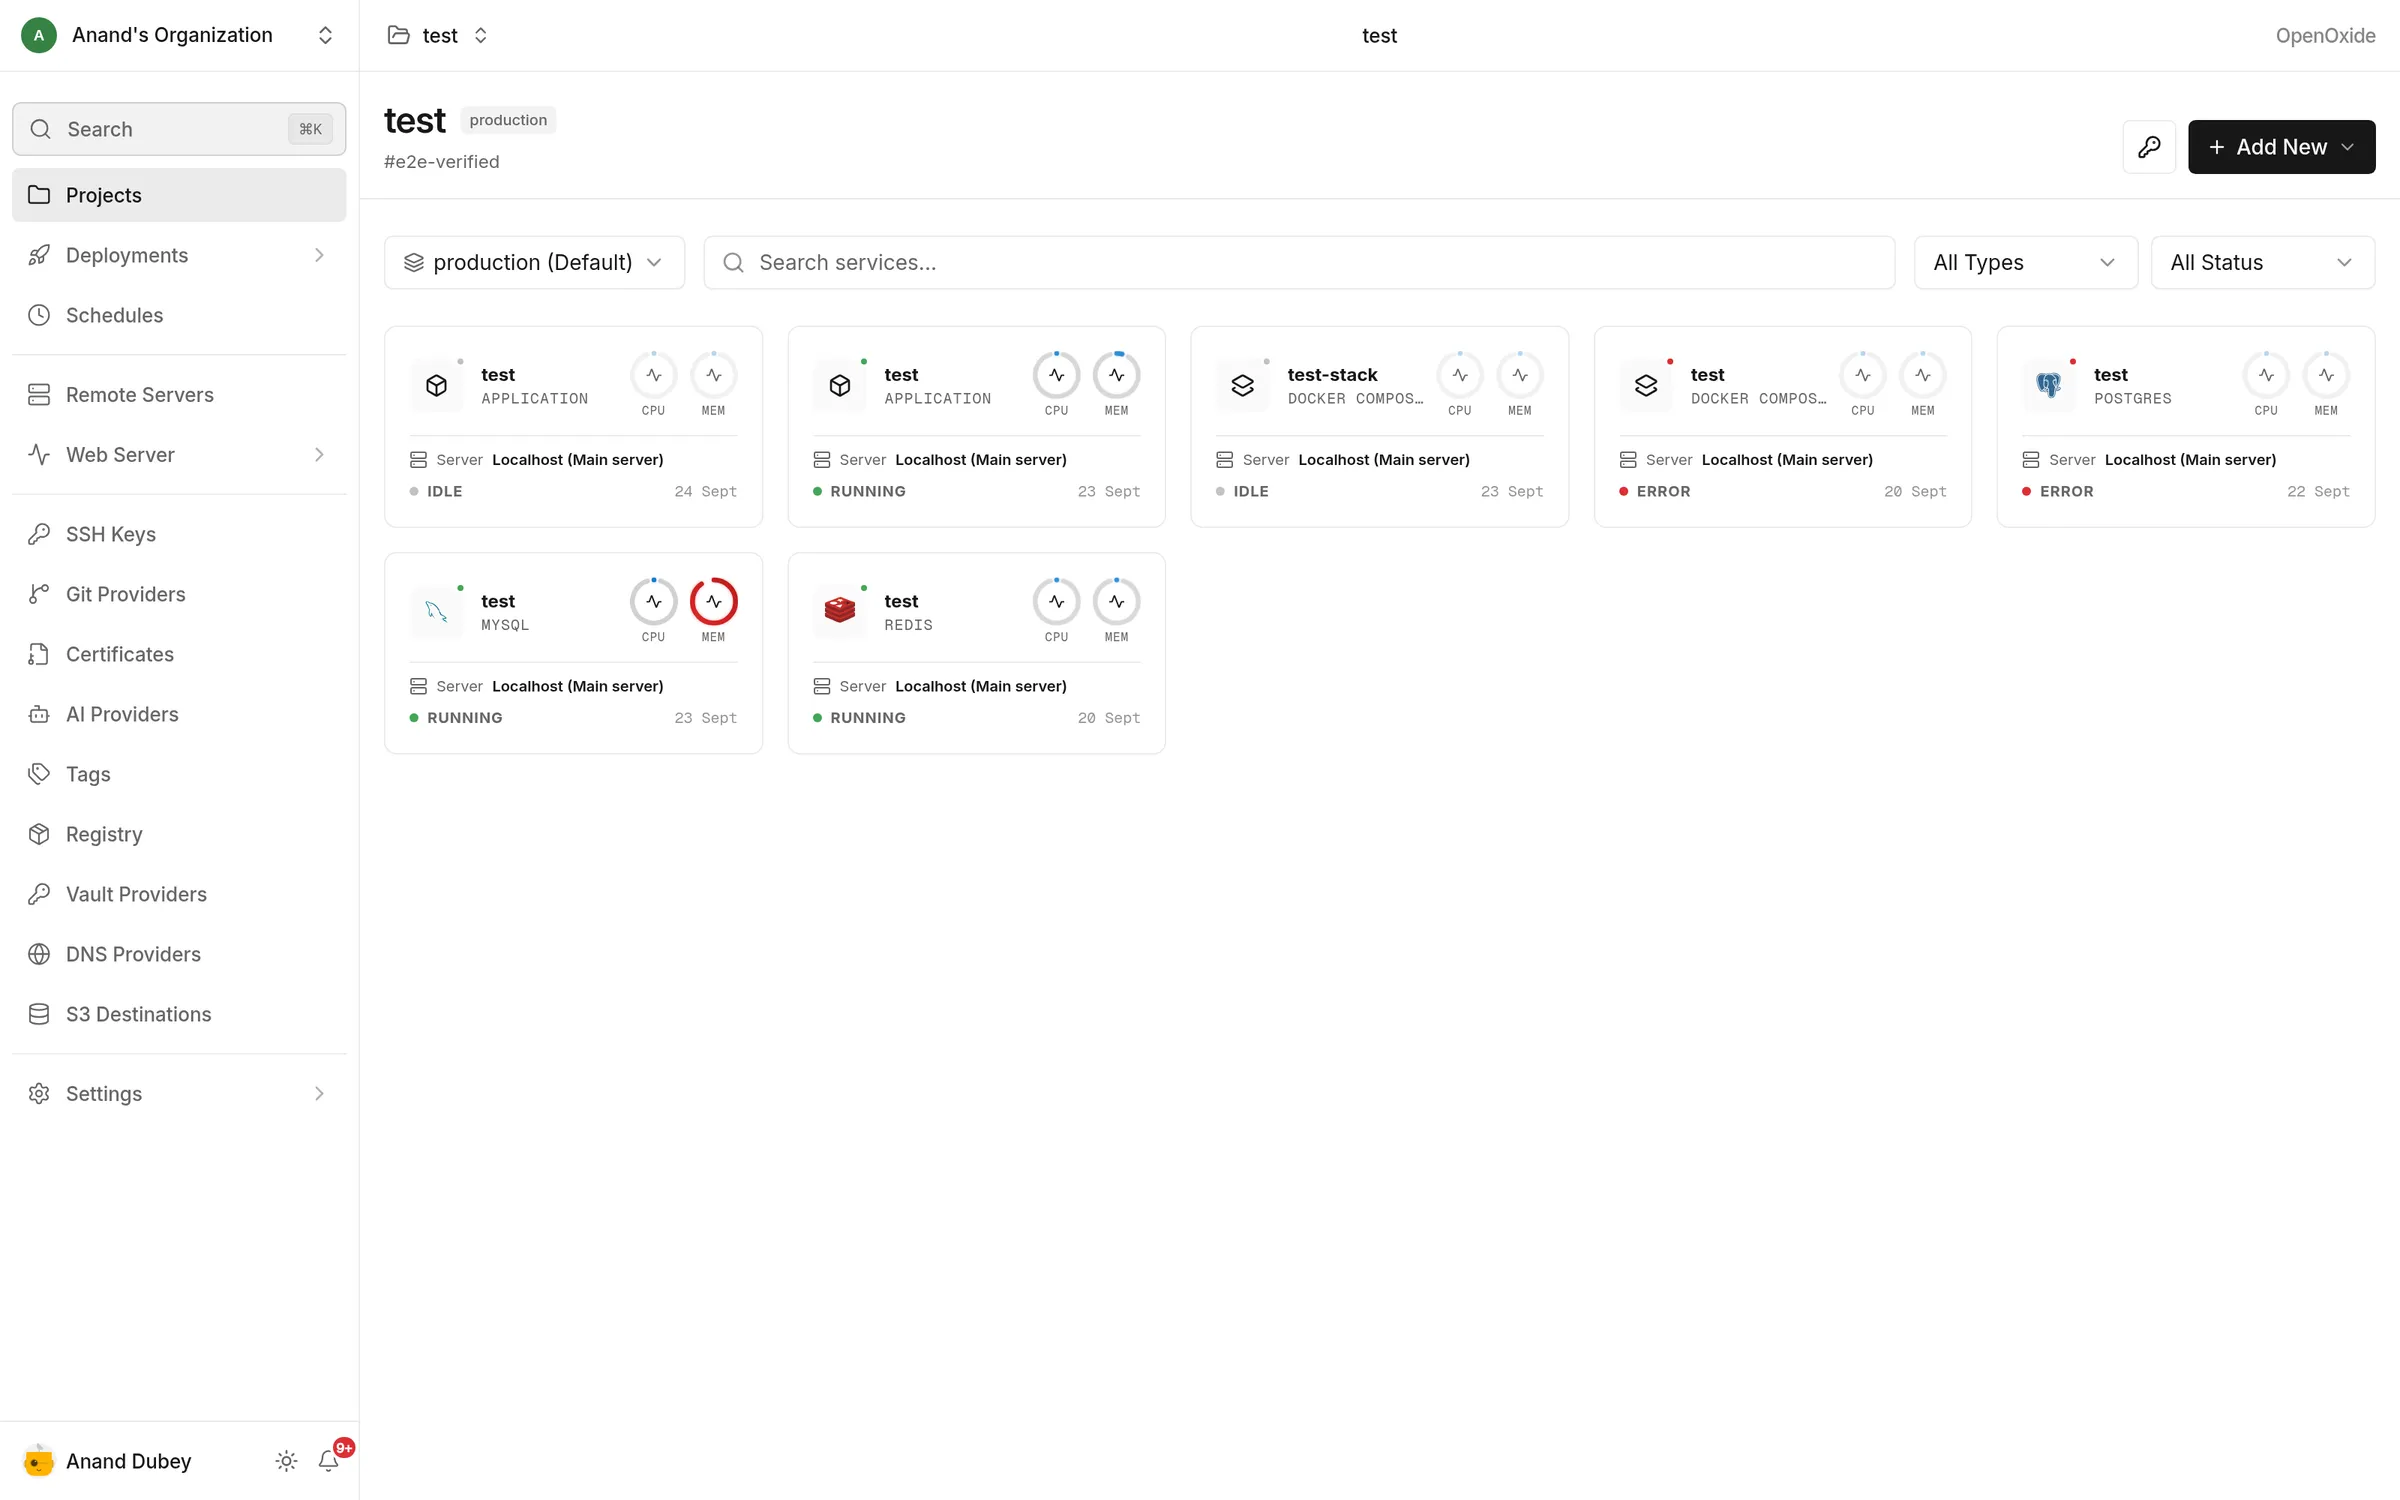 A Anand's Organization
test
test
OpenOxide
Search ⌘K
Projects
Deployments
Schedules
Remote Servers
Web Server
SSH Keys
Git Providers
Certificates
AI Providers
Tags
Registry
Vault Providers
DNS Providers
S3 Destinations
Settings
Anand Dubey 9+
test production
#e2e-verified
+ Add New
production (Default)
Search services...
All Types
All Status
test
APPLICATION
CPU MEM
Server Localhost (Main server)
IDLE 24 Sept
test
APPLICATION
CPU MEM
Server Localhost (Main server)
RUNNING 23 Sept
test-stack
DOCKER COMPOS…
CPU MEM
Server Localhost (Main server)
IDLE 23 Sept
test
DOCKER COMPOS…
CPU MEM
Server Localhost (Main server)
ERROR 20 Sept
test
POSTGRES
CPU MEM
Server Localhost (Main server)
ERROR 22 Sept
test
MYSQL
CPU MEM
Server Localhost (Main server)
RUNNING 23 Sept
test
REDIS
CPU MEM
Server Localhost (Main server)
RUNNING 20 Sept